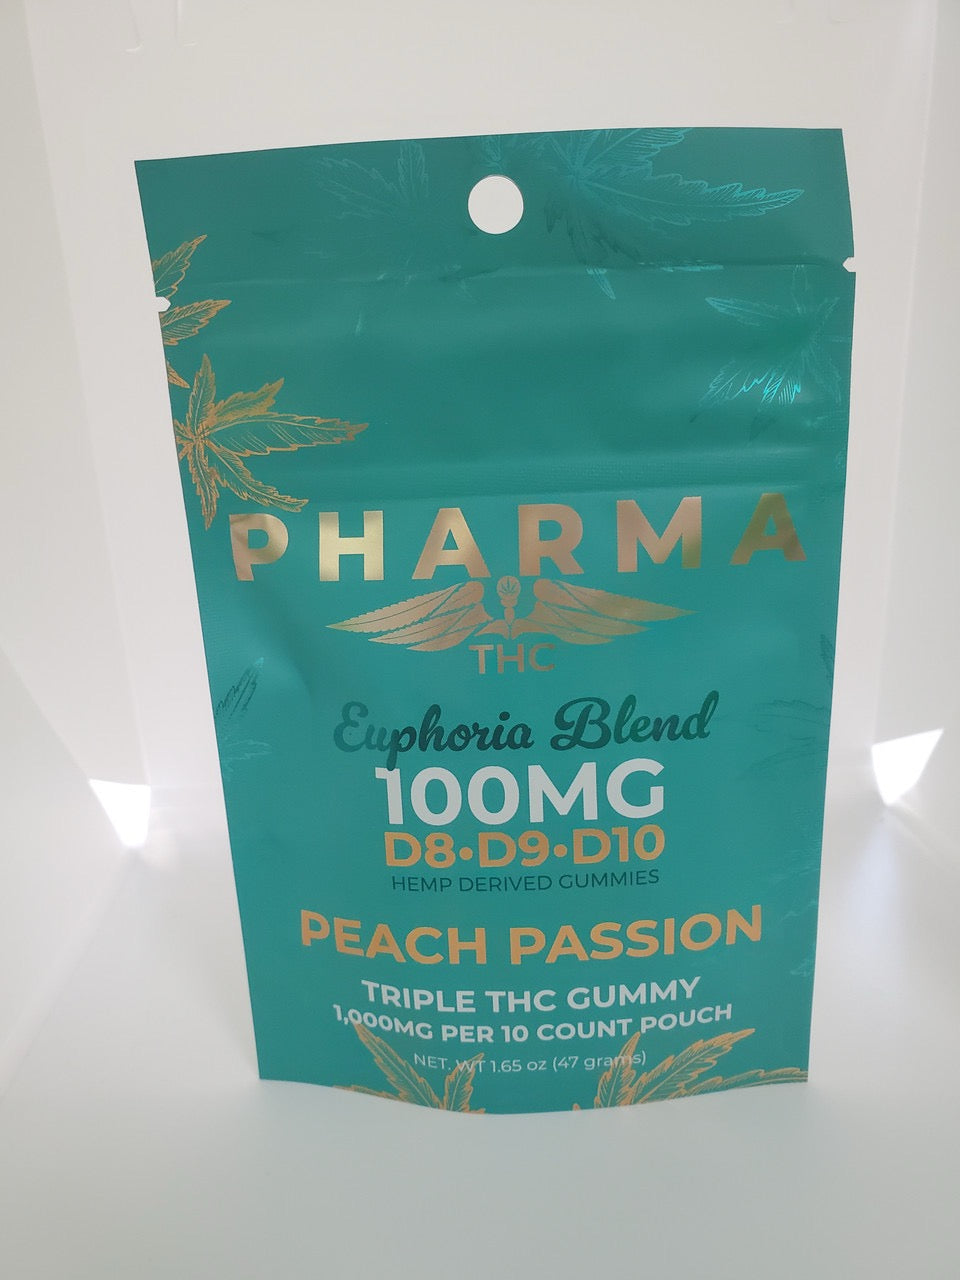 PHARMA
THC
Euphoria Blend
100MG
D8•D9•D10
HEMP DERIVED GUMMIES
PEACH PASSION
TRIPLE THC GUMMY
1,000MG PER 10 COUNT POUCH
NET. WT 1.65 oz (47 grams)